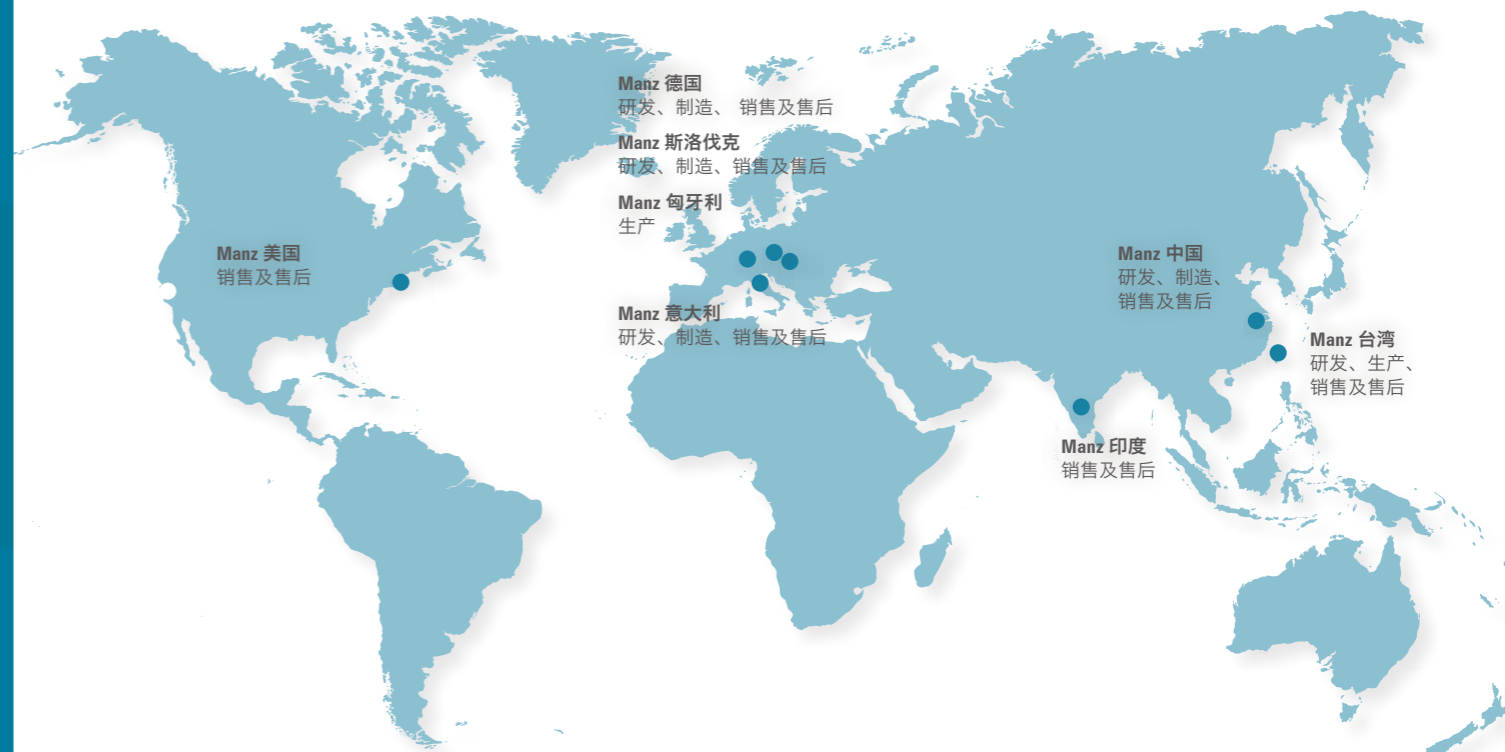 Manz 德国
研发、制造、 销售及售后
Manz 斯洛伐克
研发、制造、销售及售后
Manz 匈牙利
生产
Manz 美国
销售及售后
Manz 意大利
研发、制造、销售及售后
Manz 中国
研发、制造、
销售及售后
Manz 台湾
研发、生产、
销售及售后
Manz 印度
销售及售后